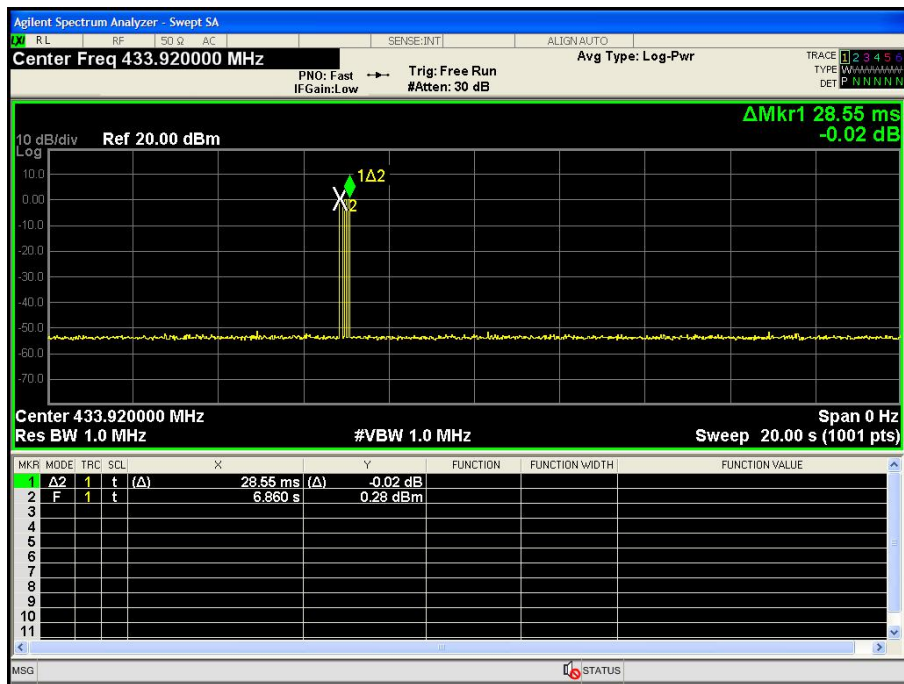 Agilent Spectrum Analyzer - Swept SA
LXI RL RF 50 Ω AC SENSE:INT ALIGN AUTO
Center Freq 433.920000 MHz Avg Type: Log-Pwr TRACE 1 2 3 4 5 6
PNO: Fast Trig: Free Run TYPE WWWWWW
IFGain:Low #Atten: 30 dB DET P N N N N N
ΔMkr1 28.55 ms
-0.02 dB
10 dB/div Ref 20.00 dBm
Log
10.0
1Δ2
0.00
2
-10.0
-20.0
-30.0
-40.0
-50.0
-60.0
-70.0
Center 433.920000 MHz Span 0 Hz
Res BW 1.0 MHz #VBW 1.0 MHz Sweep 20.00 s (1001 pts)
MKR MODE TRC SCL X Y FUNCTION FUNCTION WIDTH FUNCTION VALUE
1 Δ2 1 t (Δ) 28.55 ms (Δ) -0.02 dB
2 F 1 t 6.860 s 0.28 dBm
3
4
5
6
7
8
9
10
11
MSG STATUS